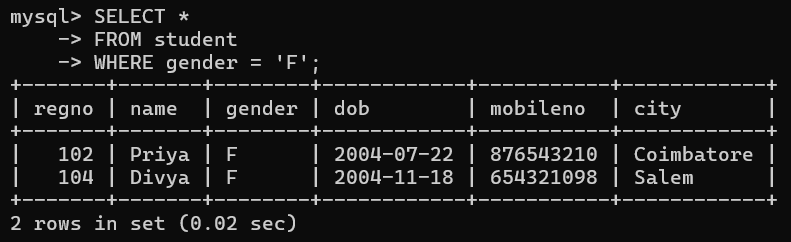 mysql> SELECT *
    -> FROM student
    -> WHERE gender = 'F';
+-------+-------+--------+------------+-----------+------------+
| regno | name  | gender | dob        | mobileno  | city       |
+-------+-------+--------+------------+-----------+------------+
|   102 | Priya | F      | 2004-07-22 | 876543210 | Coimbatore |
|   104 | Divya | F      | 2004-11-18 | 654321098 | Salem      |
+-------+-------+--------+------------+-----------+------------+
2 rows in set (0.02 sec)